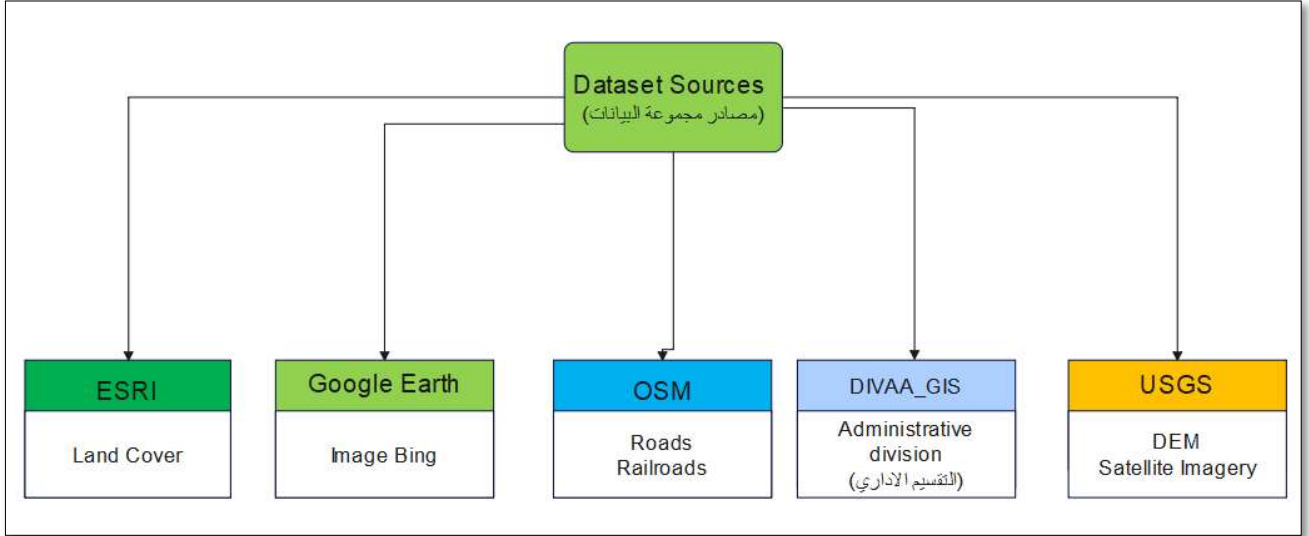 Dataset Sources
(مصادر مجموعة البيانات)
ESRI
Land Cover
Google Earth
Image Bing
OSM
Roads
Railroads
DIVAA_GIS
Administrative
division
(التقسيم الاداري)
USGS
DEM
Satellite Imagery